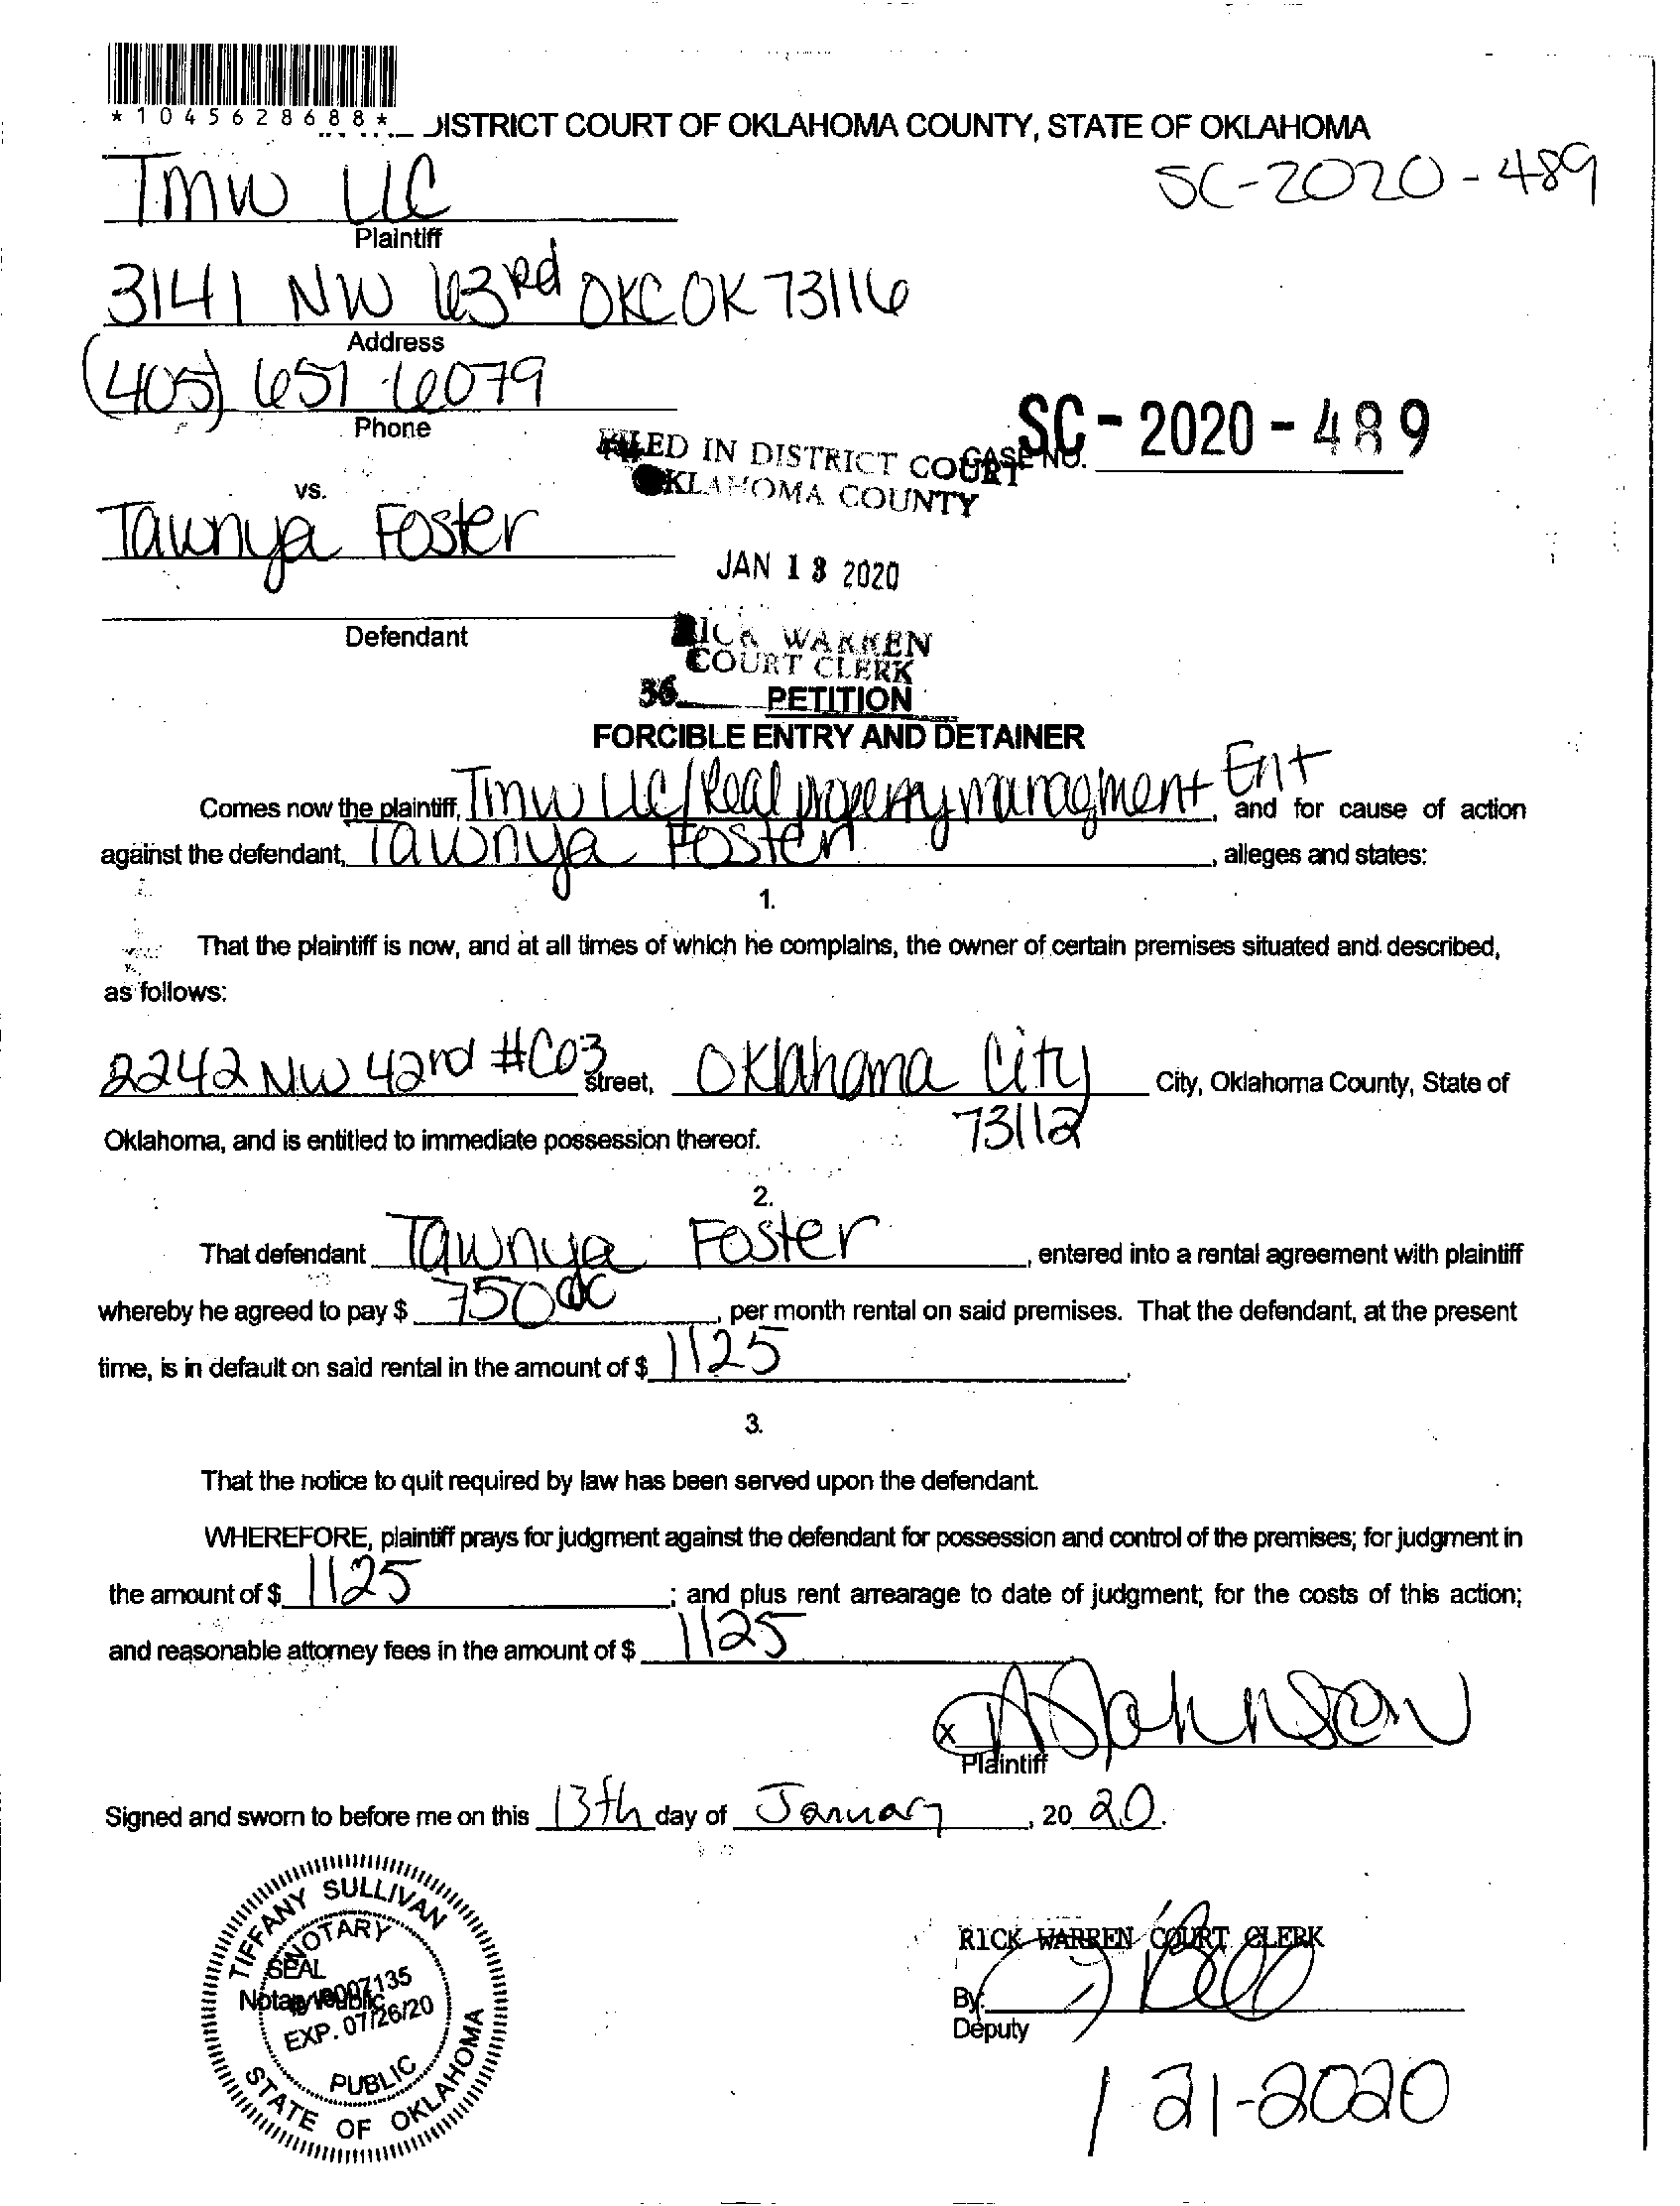 *1045628688*
DISTRICT COURT OF OKLAHOMA COUNTY, STATE OF OKLAHOMA
Tmw LLC
SC-2020-489
Plaintiff
3141 NW 63rd OKC OK 73116
Address
(405) 651-6079
Phone
SC-2020-489
CASE NO.
FILED IN DISTRICT COURT
OKLAHOMA COUNTY
vs.
Tawnya Foster
JAN 13 2020
Defendant
RICK WARREN
COURT CLERK
36
PETITION
FORCIBLE ENTRY AND DETAINER
Comes now the plaintiff, Tmw LLC/Real property managment Ent, and for cause of action
against the defendant, Tawnya Foster, alleges and states:
1.
That the plaintiff is now, and at all times of which he complains, the owner of certain premises situated and described,
as follows:
2242 NW 42rd #C03 Street, Oklahoma City City, Oklahoma County, State of
73112
Oklahoma, and is entitled to immediate possession thereof.
2.
That defendant Tawnya Foster, entered into a rental agreement with plaintiff
whereby he agreed to pay $ 750 00, per month rental on said premises. That the defendant, at the present
time, is in default on said rental in the amount of $ 1125.
3.
That the notice to quit required by law has been served upon the defendant.
WHEREFORE, plaintiff prays for judgment against the defendant for possession and control of the premises; for judgment in
the amount of $ 1125; and plus rent arrearage to date of judgment; for the costs of this action;
and reasonable attorney fees in the amount of $ 1125
x Johnson
Plaintiff
Signed and sworn to before me on this 13th day of January, 20 20.
TIFFANY SULLIVAN
NOTARY
SEAL
Notary Public
EXP. 07/26/20
PUBLIC
STATE OF OKLAHOMA
RICK WARREN COURT CLERK
By:
Deputy
1 21-2020